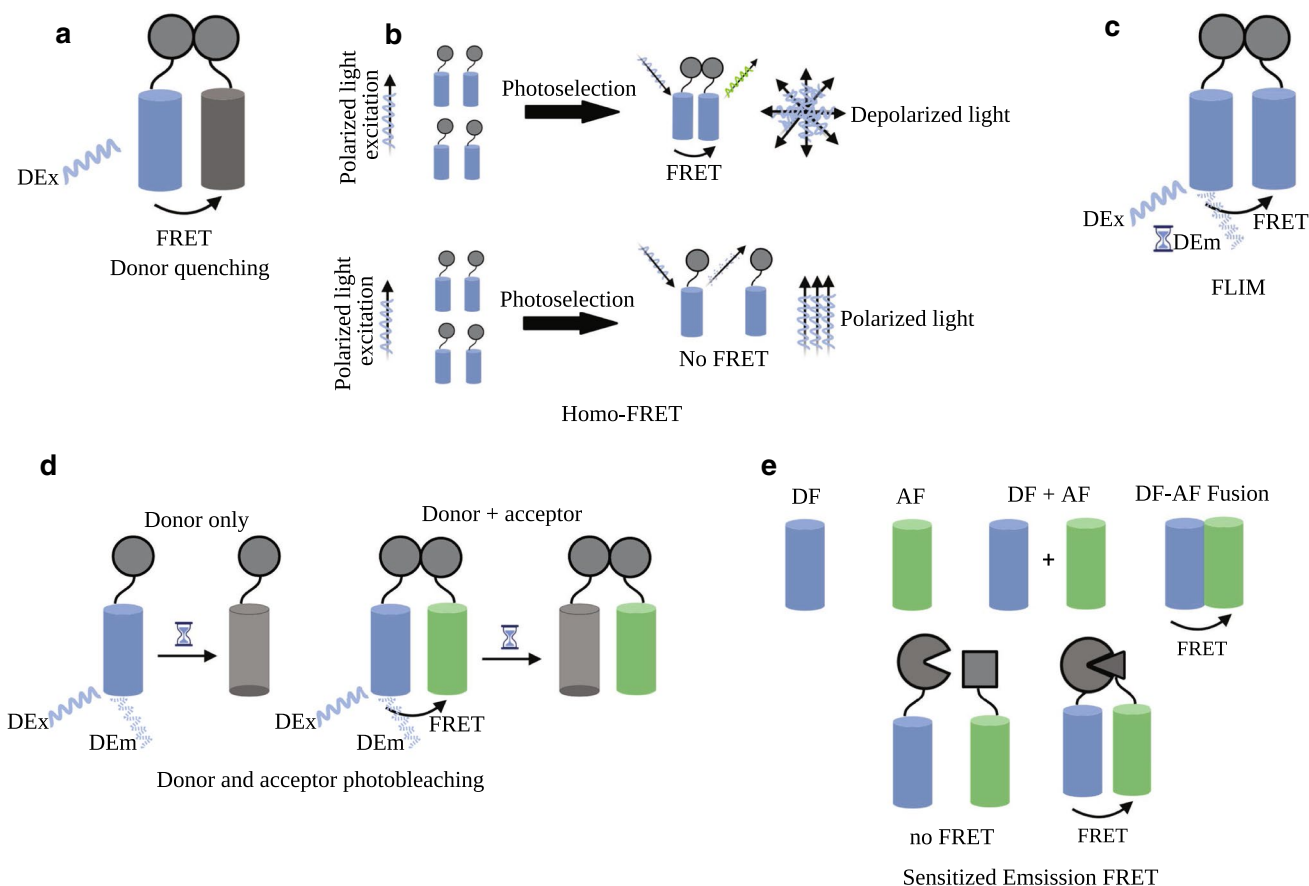 a
DEx
FRET
Donor quenching
b
Polarized light
excitation
Photoselection
FRET
Depolarized light
Polarized light
excitation
Photoselection
No FRET
Polarized light
Homo-FRET
c
DEx
DEm
FRET
FLIM
d
Donor only
DEx
DEm
Donor + acceptor
DEx
DEm
FRET
Donor and acceptor photobleaching
e
DF
AF
DF + AF
+
DF-AF Fusion
FRET
no FRET
FRET
Sensitized Emsission FRET